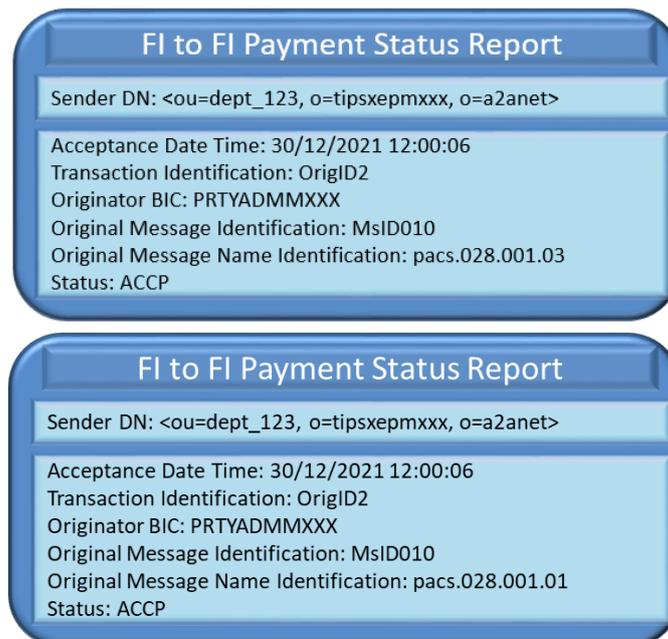 FI to FI Payment Status Report
Sender DN: <ou=dept_123, o=tipsxepmxxx, o=a2anet>
Acceptance Date Time: 30/12/2021 12:00:06
Transaction Identification: OrigID2
Originator BIC: PRTYADMMXXX
Original Message Identification: MsID010
Original Message Name Identification: pacs.028.001.03
Status: ACCP
FI to FI Payment Status Report
Sender DN: <ou=dept_123, o=tipsxepmxxx, o=a2anet>
Acceptance Date Time: 30/12/2021 12:00:06
Transaction Identification: OrigID2
Originator BIC: PRTYADMMXXX
Original Message Identification: MsID010
Original Message Name Identification: pacs.028.001.01
Status: ACCP